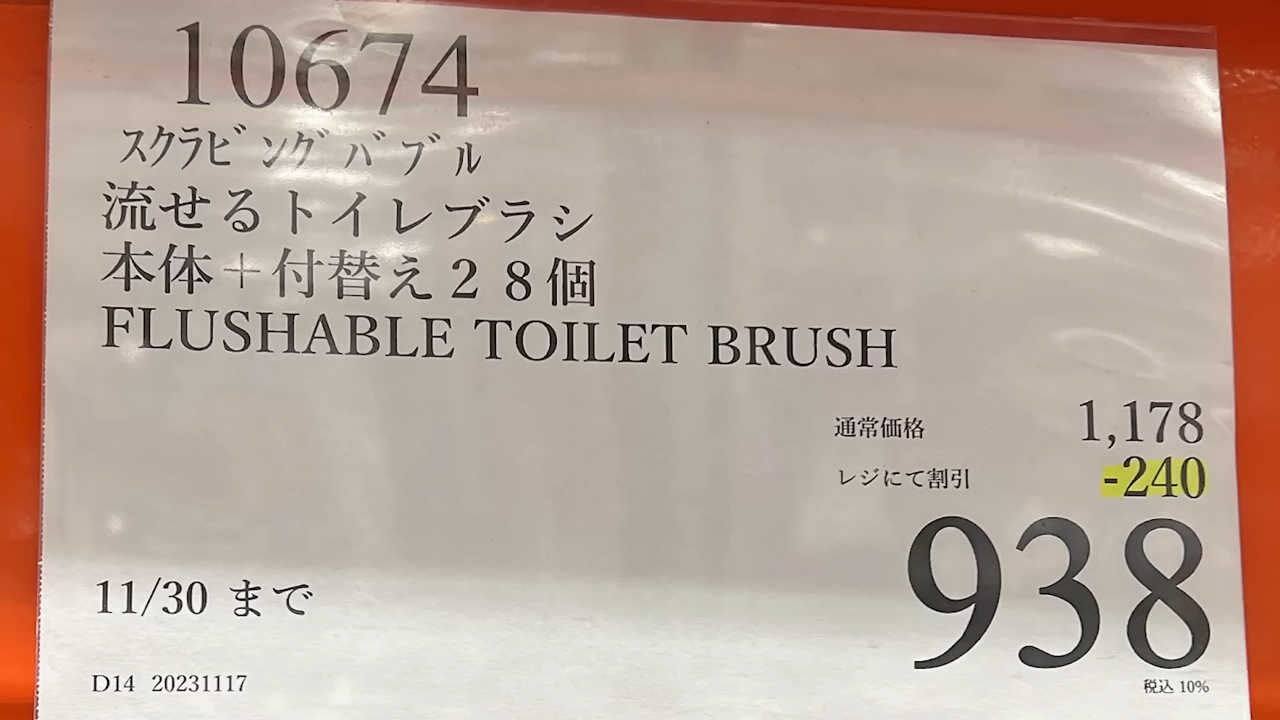 10674
スクラビングバブル
流せるトイレブラシ
本体＋付替え２８個
FLUSHABLE TOILET BRUSH
通常価格 1,178
レジにて割引 -240
938
11/30 まで
税込 10%
D14 20231117